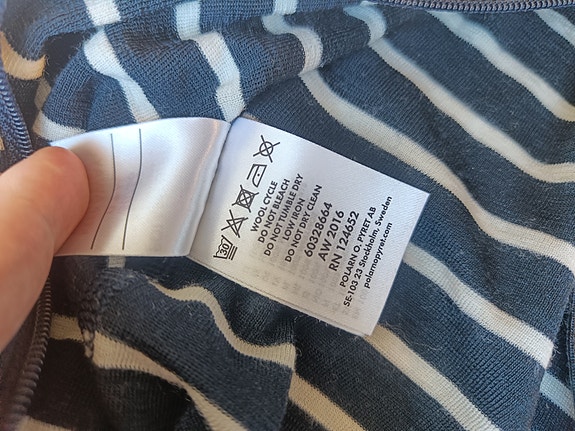 WOOL CYCLE
DO NOT BLEACH
DO NOT TUMBLE DRY
LOW IRON
DO NOT DRY CLEAN
60328664
AW 2016
RN 124652
POLARN O. PYRET AB
SE-103 23 Stockholm, Sweden
polarnopyret.com